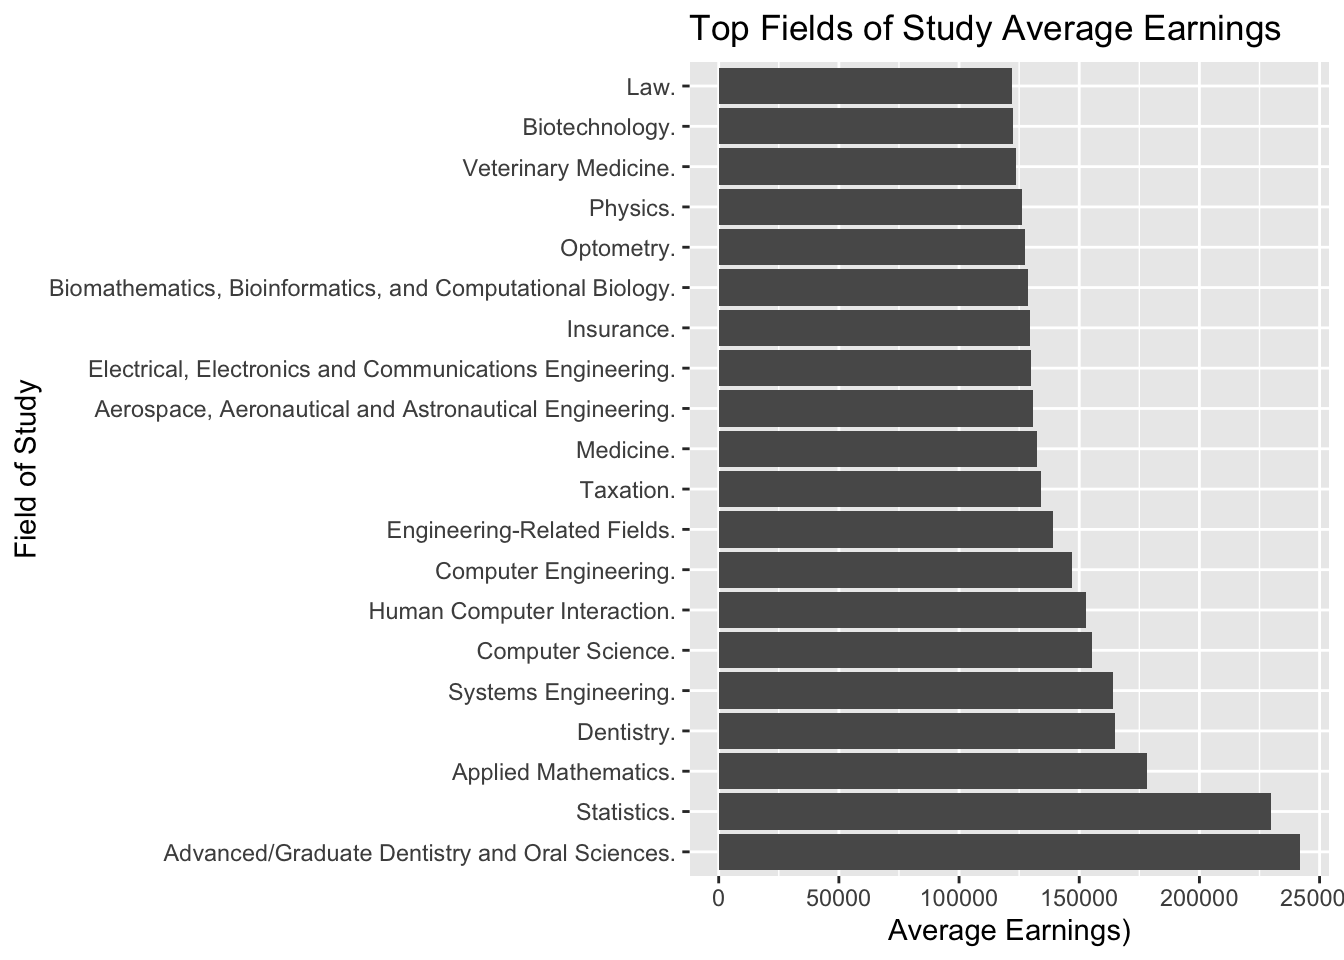 Top Fields of Study Average Earnings
Field of Study
Law.
Biotechnology.
Veterinary Medicine.
Physics.
Optometry.
Biomathematics, Bioinformatics, and Computational Biology.
Insurance.
Electrical, Electronics and Communications Engineering.
Aerospace, Aeronautical and Astronautical Engineering.
Medicine.
Taxation.
Engineering-Related Fields.
Computer Engineering.
Human Computer Interaction.
Computer Science.
Systems Engineering.
Dentistry.
Applied Mathematics.
Statistics.
Advanced/Graduate Dentistry and Oral Sciences.
0 50000 100000 150000 200000 25000
Average Earnings)